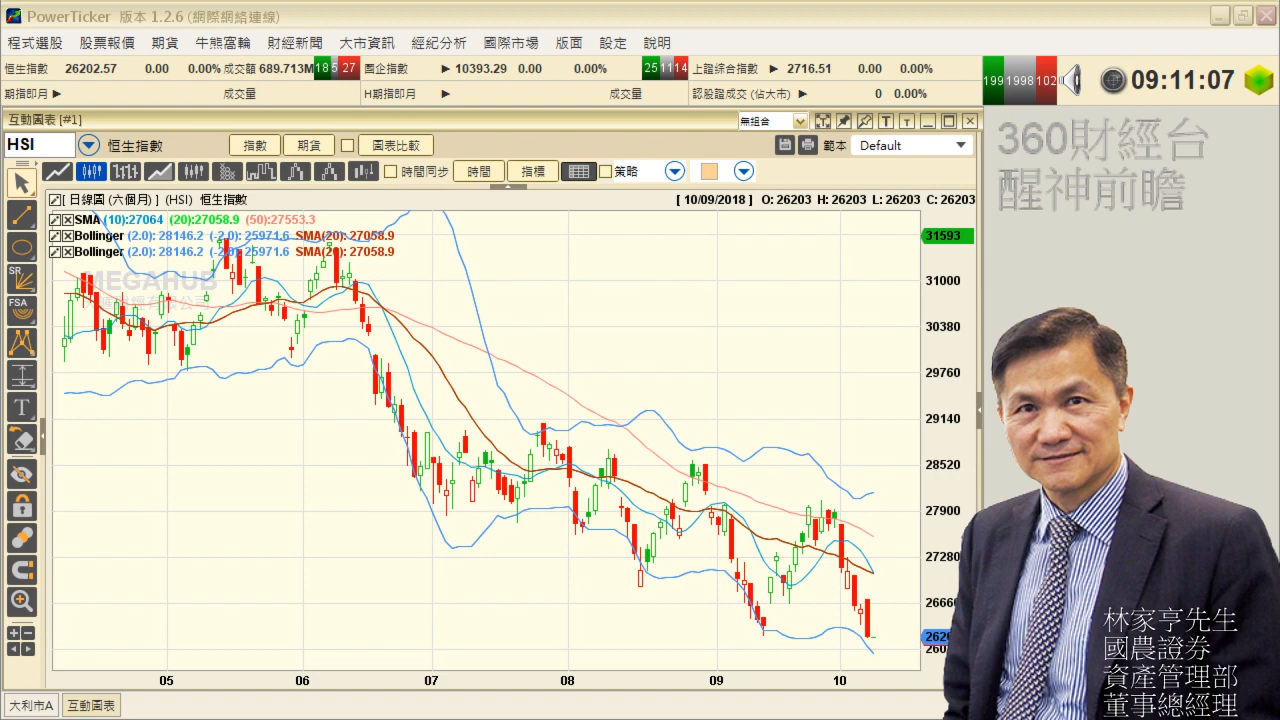 PowerTicker 版本 1.2.6 (網際網絡連線)
程式選股 股票報價 期貨 牛熊窩輪 財經新聞 大市資訊 經紀分析 國際市場 版面 設定 說明
恒生指數 26202.57 0.00 0.00% 成交額 689.713M 18 5 27 國企指數 ▶ 10393.29 0.00 0.00% 25 11 14 上證綜合指數 ▶ 2716.51 0.00 0.00%
期指即月 ▶ 成交量 H期指即月 ▶ 成交量 認股證成交 (佔大市) ▶ 0 0.00%
199 1998 102 09:11:07
互動圖表 [#1] 無組合 T T
HSI 恒生指數 指數 期貨 圖表比較 範本 Default
時間同步 時間 指標 策略
[ 日線圖 (六個月) ] (HSI) 恒生指數 [ 10/09/2018 ] O: 26203 H: 26203 L: 26203 C: 26203
SMA (10):27064 (20):27058.9 (50):27553.3
Bollinger (2.0): 28146.2 (-2.0): 25971.6 SMA(20): 27058.9
Bollinger (2.0): 28146.2 (-2.0): 25971.6 SMA(20): 27058.9
MEGAHUB
SR
FSA
T
31593
31000
30380
29760
29140
28520
27900
27280
05 06 07 08 09 10
大利市A 互動圖表
360財經台
醒神前瞻
林家亨先生
國農證券
資產管理部
董事總經理